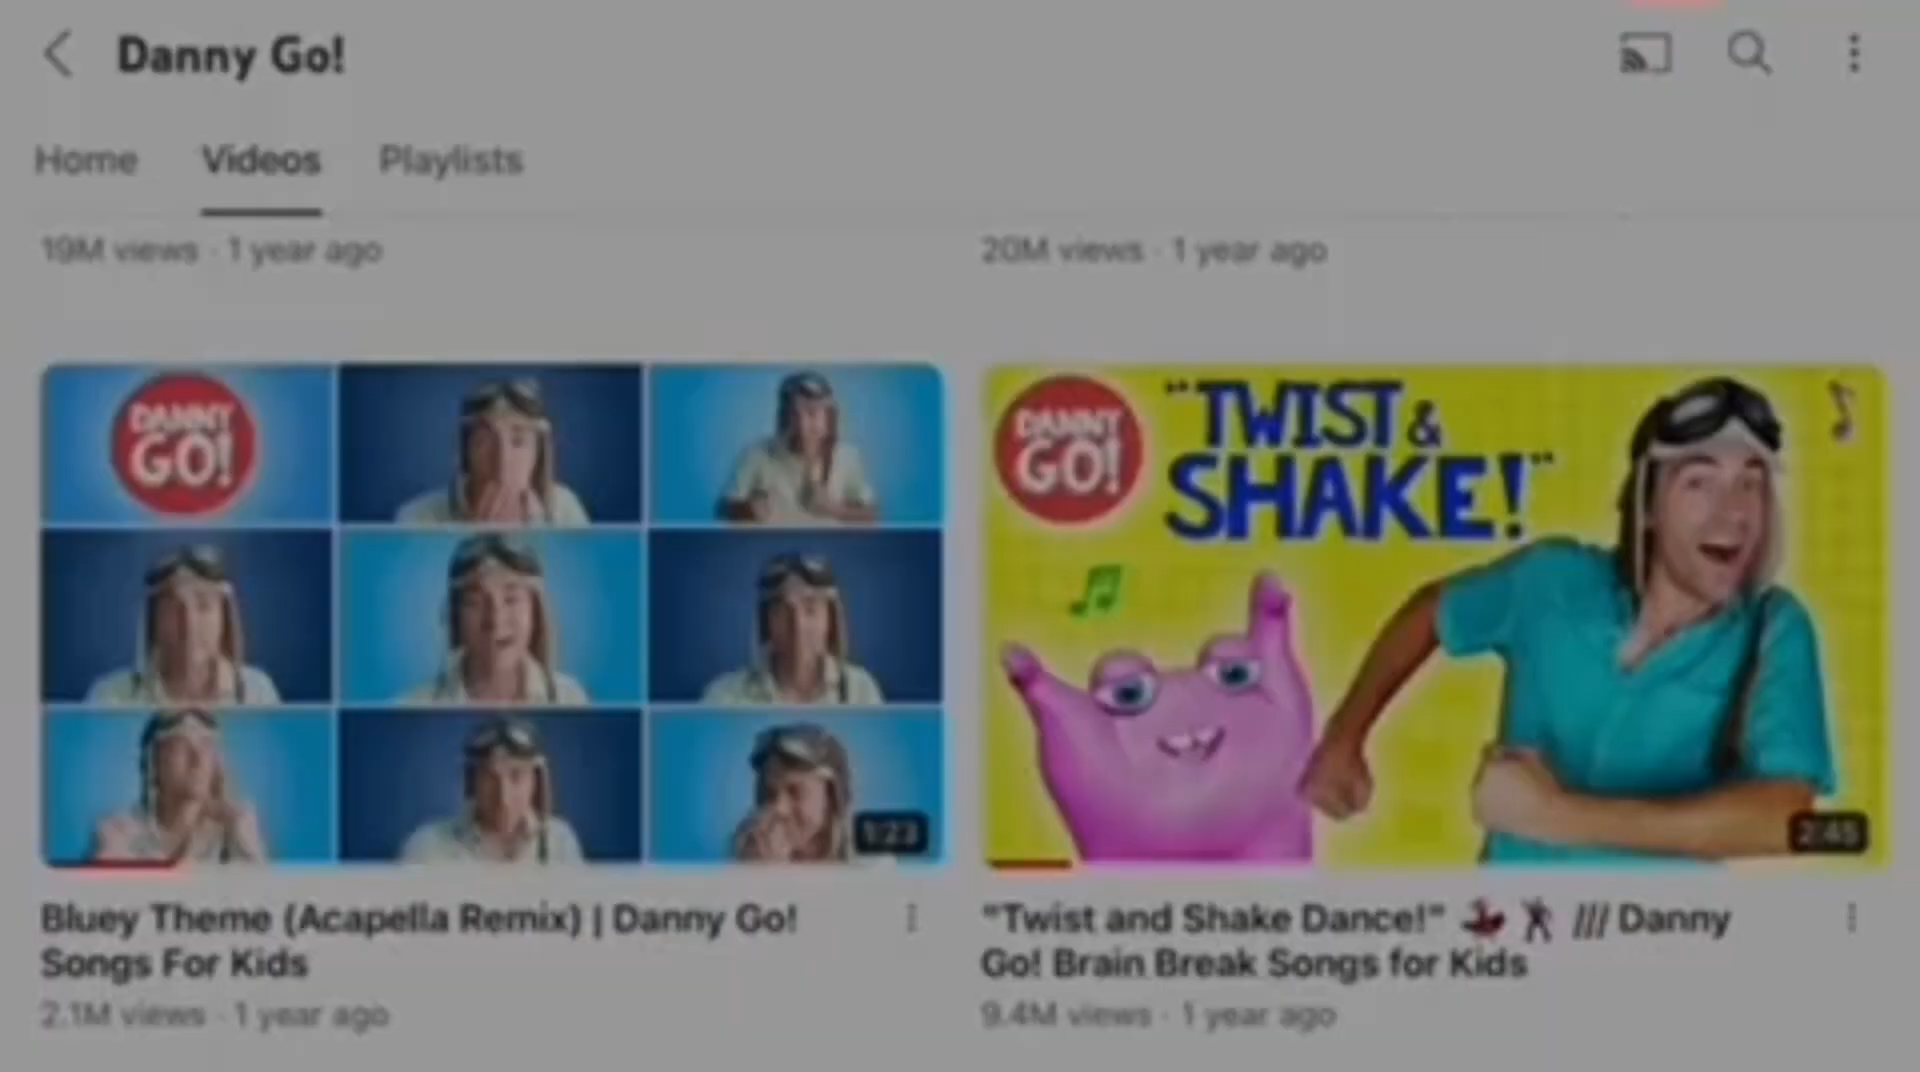 Danny Go!
Home Videos Playlists
19M views · 1 year ago
20M views · 1 year ago
DANNY
GO!
1:23
DANNY
GO!
"TWIST &
SHAKE!"
2:45
Bluey Theme (Acapella Remix) | Danny Go!
Songs For Kids
2.1M views · 1 year ago
"Twist and Shake Dance!" 💃 🕺 /// Danny
Go! Brain Break Songs for Kids
9.4M views · 1 year ago